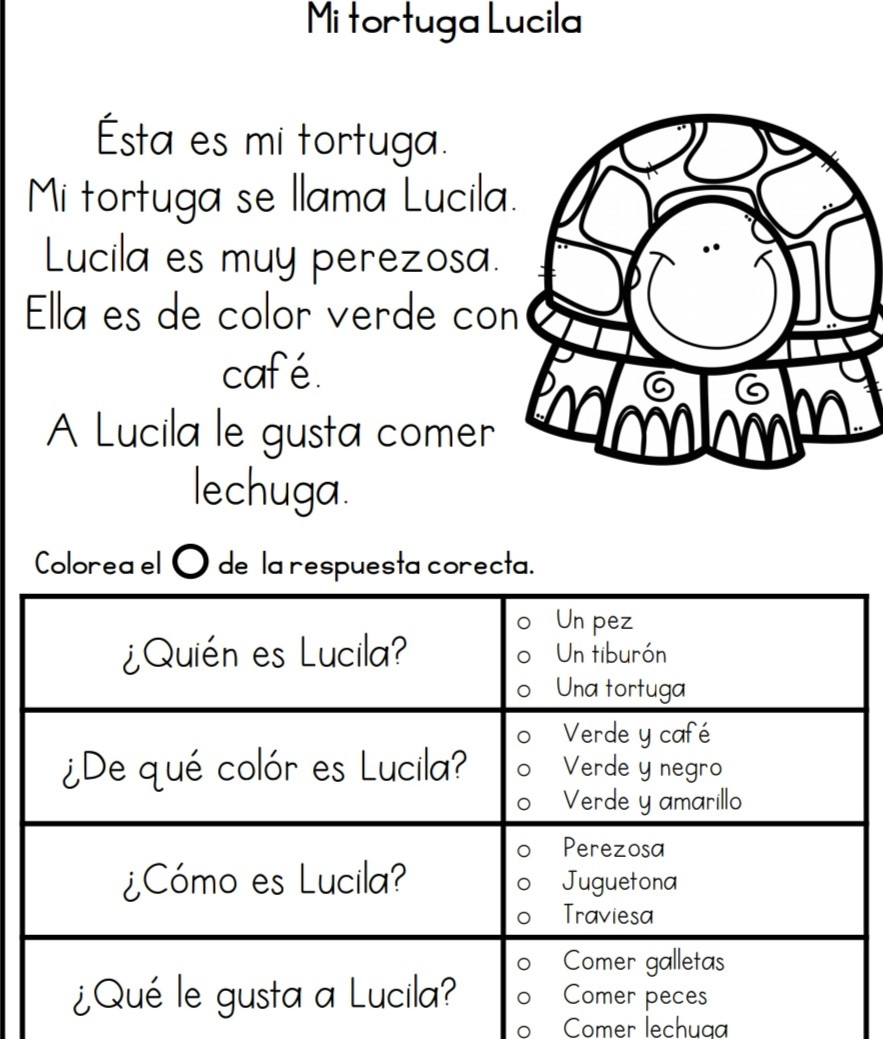 Mi tortuga Lucila
Ésta es mi tortuga.
Mi tortuga se llama Lucila.
Lucila es muy perezosa.
Ella es de color verde con
café.
A Lucila le gusta comer
lechuga.
Colorea el O de la respuesta corecta.
¿Quién es Lucila?
Un pez
Un tiburón
Una tortuga
¿De qué colór es Lucila?
Verde y café
Verde y negro
Verde y amarillo
¿Cómo es Lucila?
Perezosa
Juguetona
Traviesa
¿Qué le gusta a Lucila?
Comer galletas
Comer peces
Comer lechuga